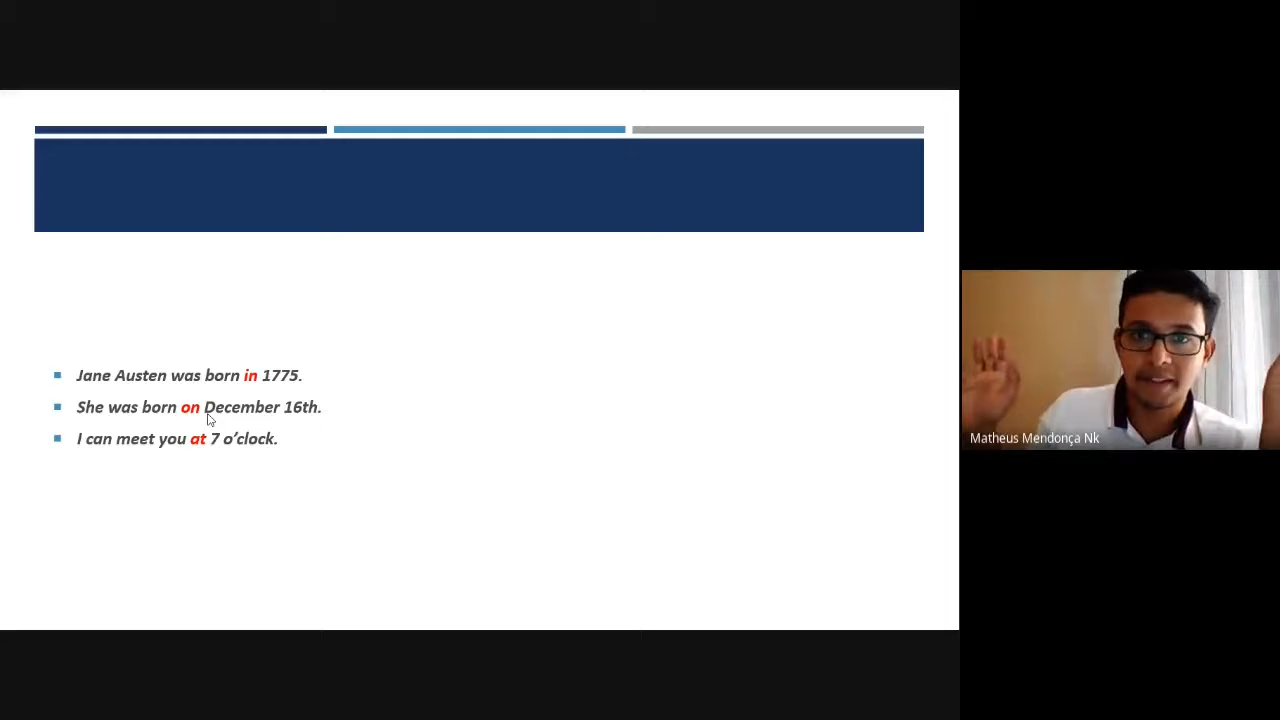 Jane Austen was born in 1775.
She was born on December 16th.
I can meet you at 7 o’clock.
Matheus Mendonça Nk